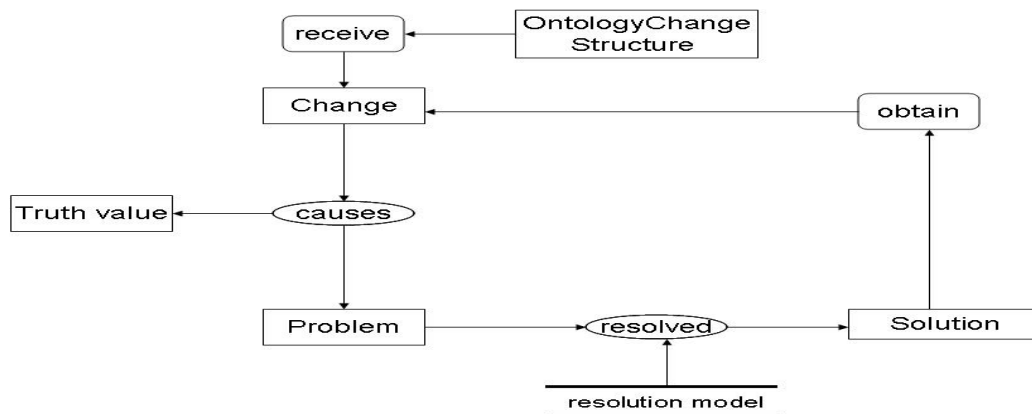 receive
OntologyChange
Structure
Change
obtain
Truth value
causes
Problem
resolved
Solution
resolution model